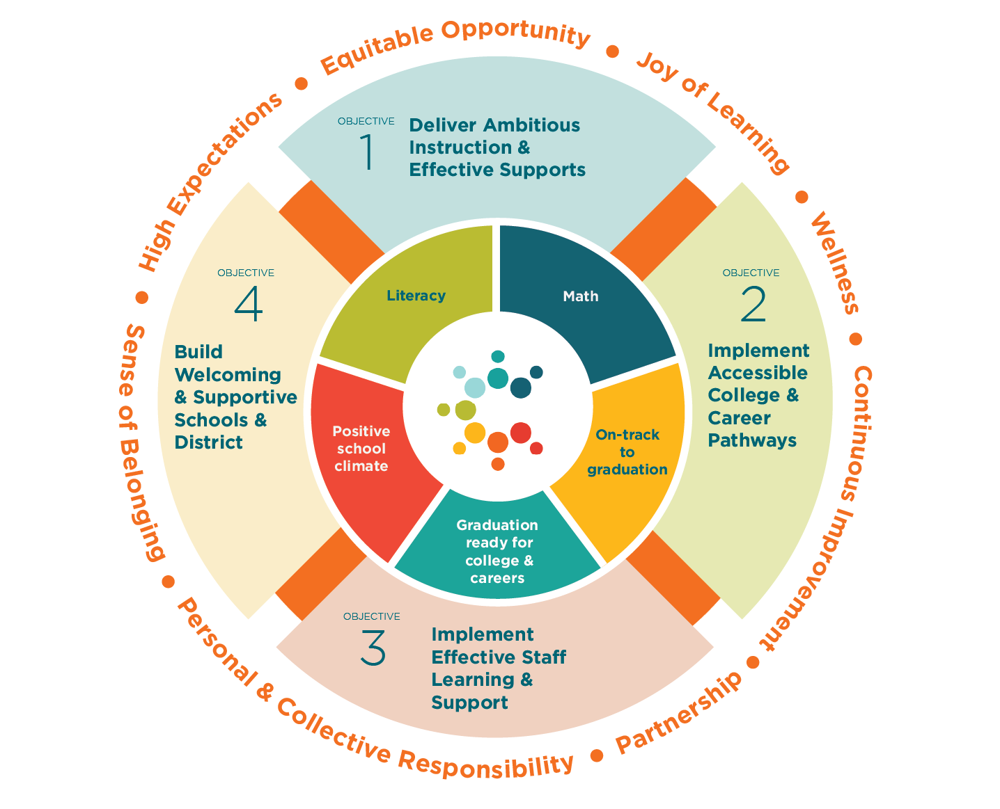 Equitable Opportunity • Joy of Learning • Wellness • Continuous Improvement • Partnership • Personal & Collective Responsibility • Sense of Belonging • High Expectations •
OBJECTIVE
1
Deliver Ambitious
Instruction &
Effective Supports
OBJECTIVE
2
Implement
Accessible
College &
Career
Pathways
OBJECTIVE
3
Implement
Effective Staff
Learning &
Support
OBJECTIVE
4
Build
Welcoming
& Supportive
Schools &
District
Literacy
Math
On-track
to
graduation
Graduation
ready for
college &
careers
Positive
school
climate